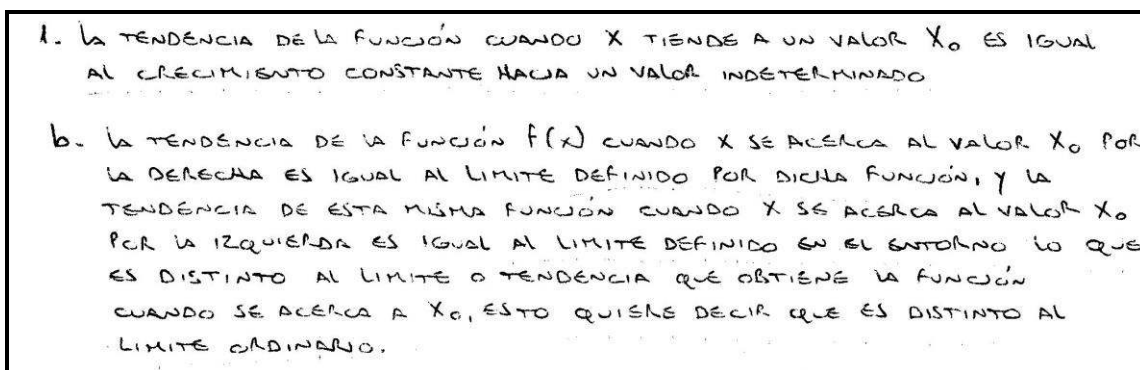 1. LA TENDENCIA DE LA FUNCIÓN CUANDO X TIENDE A UN VALOR X₀ ES IGUAL
AL CRECIMIENTO CONSTANTE HACIA UN VALOR INDETERMINADO
b. LA TENDENCIA DE LA FUNCIÓN f(x) CUANDO X SE ACERCA AL VALOR X₀ POR
LA DERECHA ES IGUAL AL LIMITE DEFINIDO POR DICHA FUNCIÓN, Y LA
TENDENCIA DE ESTA MISMA FUNCIÓN CUANDO X SE ACERCA AL VALOR X₀
POR LA IZQUIERDA ES IGUAL AL LIMITE DEFINIDO EN EL ENTORNO LO QUE
ES DISTINTO AL LIMITE O TENDENCIA QUE OBTIENE LA FUNCIÓN
CUANDO SE ACERCA A X₀, ESTO QUIERE DECIR QUE ES DISTINTO AL
LIMITE ORDINARIO.